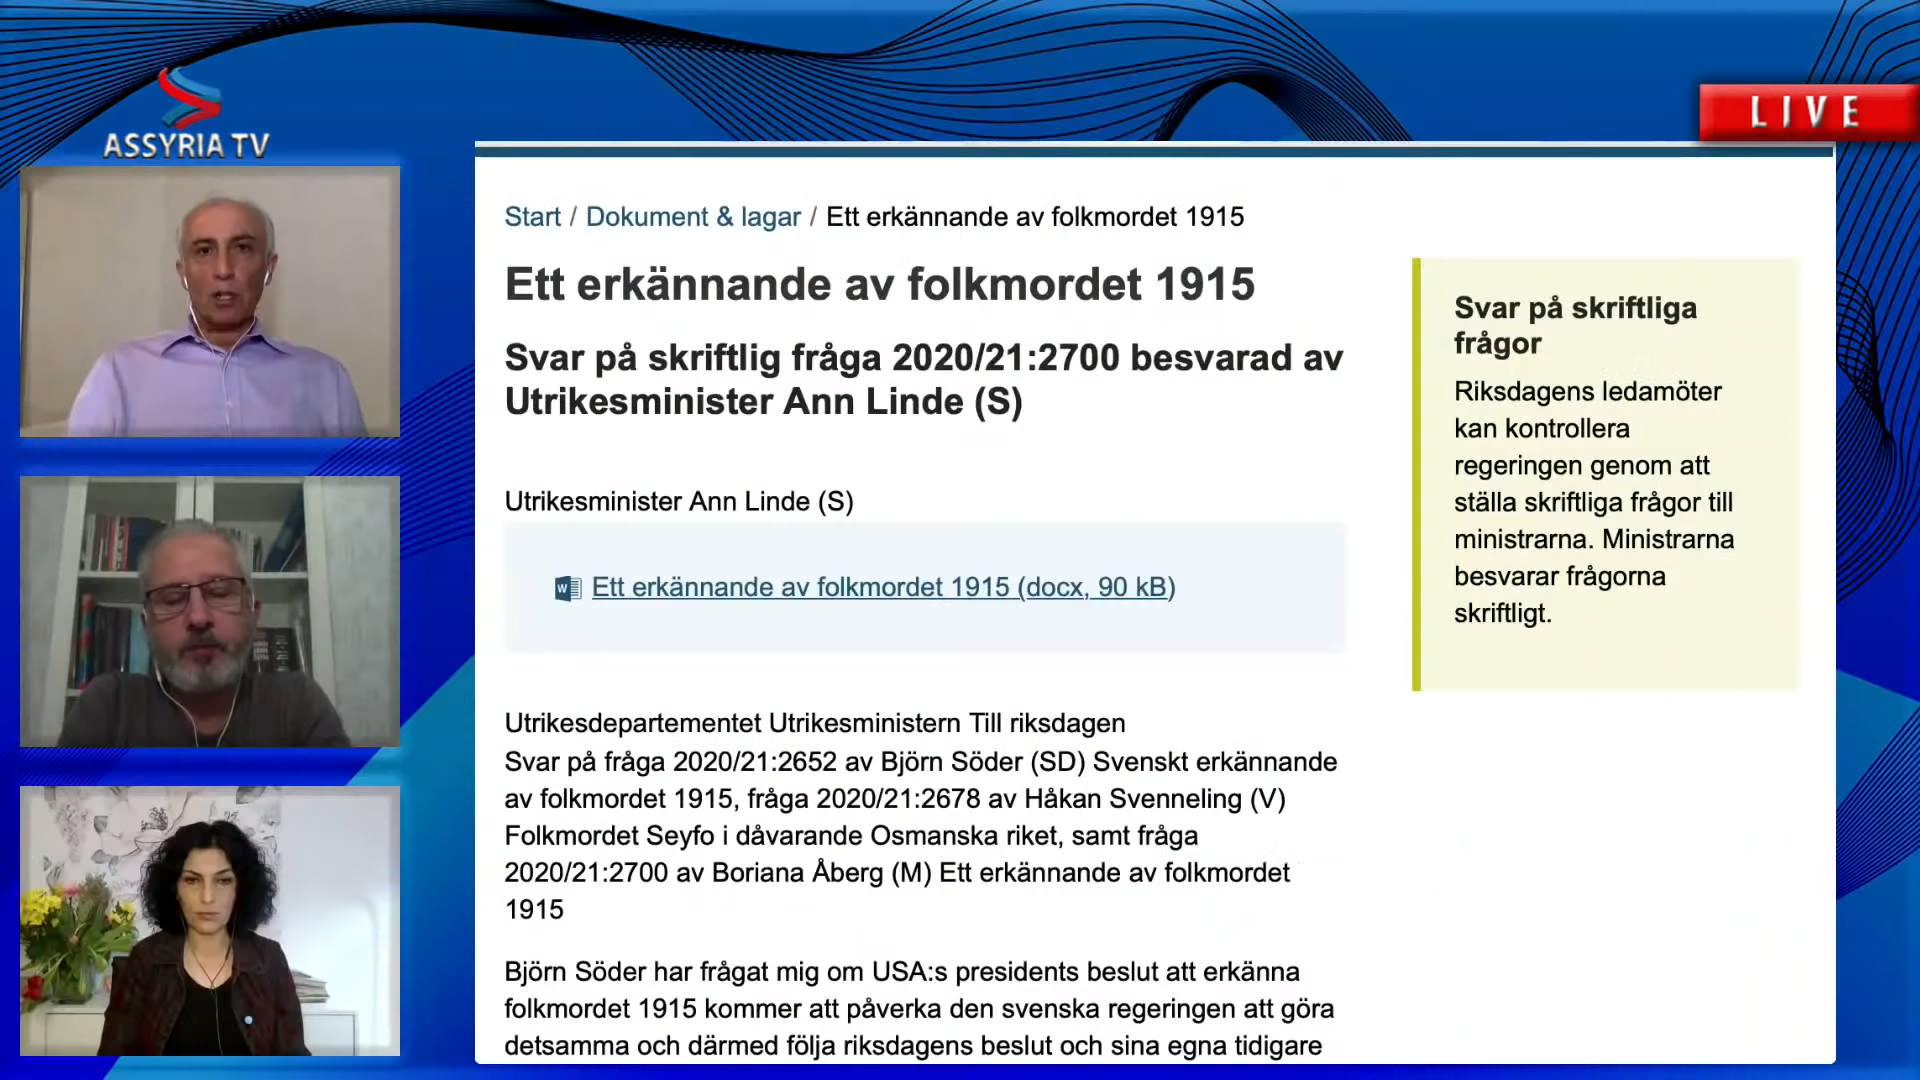 ASSYRIA TV
LIVE
Start / Dokument & lagar / Ett erkännande av folkmordet 1915
Ett erkännande av folkmordet 1915
Svar på skriftlig fråga 2020/21:2700 besvarad av
Utrikesminister Ann Linde (S)
Utrikesminister Ann Linde (S)
Ett erkännande av folkmordet 1915 (docx, 90 kB)
Utrikesdepartementet Utrikesministern Till riksdagen
Svar på fråga 2020/21:2652 av Björn Söder (SD) Svenskt erkännande
av folkmordet 1915, fråga 2020/21:2678 av Håkan Svenneling (V)
Folkmordet Seyfo i dåvarande Osmanska riket, samt fråga
2020/21:2700 av Boriana Åberg (M) Ett erkännande av folkmordet
1915
Björn Söder har frågat mig om USA:s presidents beslut att erkänna
folkmordet 1915 kommer att påverka den svenska regeringen att göra
detsamma och därmed följa riksdagens beslut och sina egna tidigare
Svar på skriftliga
frågor
Riksdagens ledamöter
kan kontrollera
regeringen genom att
ställa skriftliga frågor till
ministrarna. Ministrarna
besvarar frågorna
skriftligt.